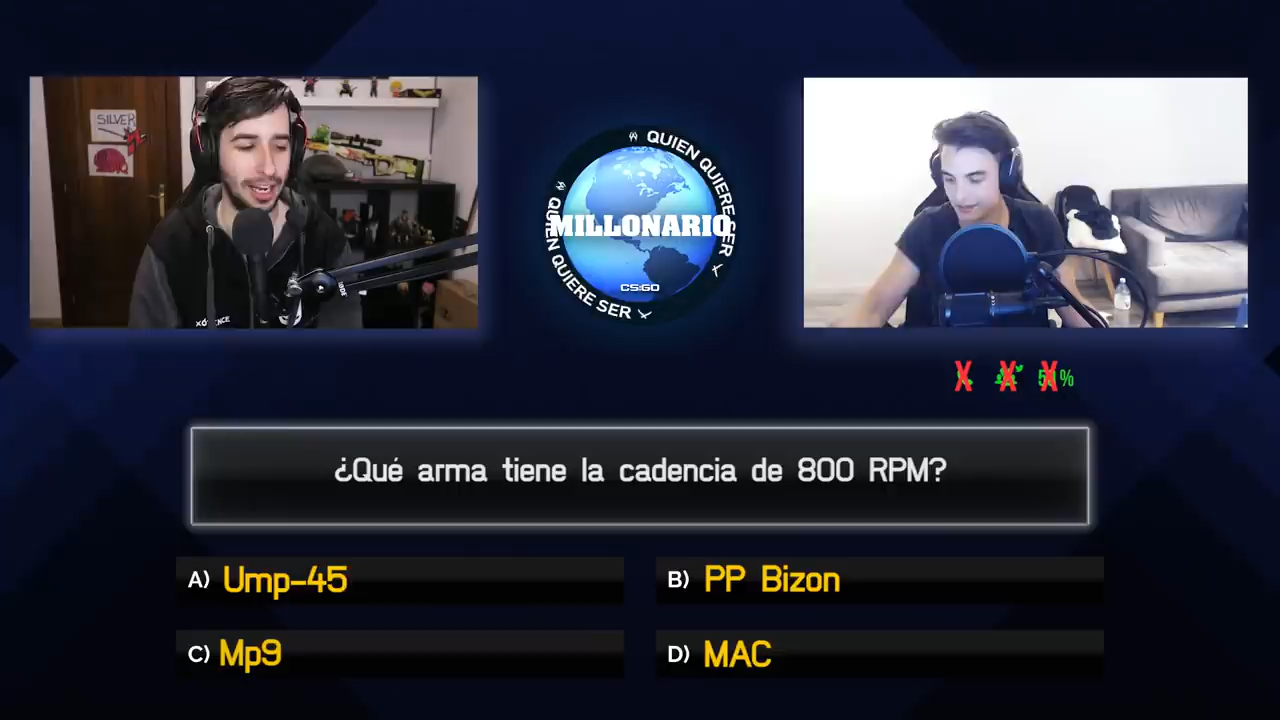 SILVER
QUIEN QUIERE SER
QUIEN QUIERE SER
MILLONARIO
CS:GO
%
¿Qué arma tiene la cadencia de 800 RPM?
A) Ump-45
B) PP Bizon
C) Mp9
D) MAC